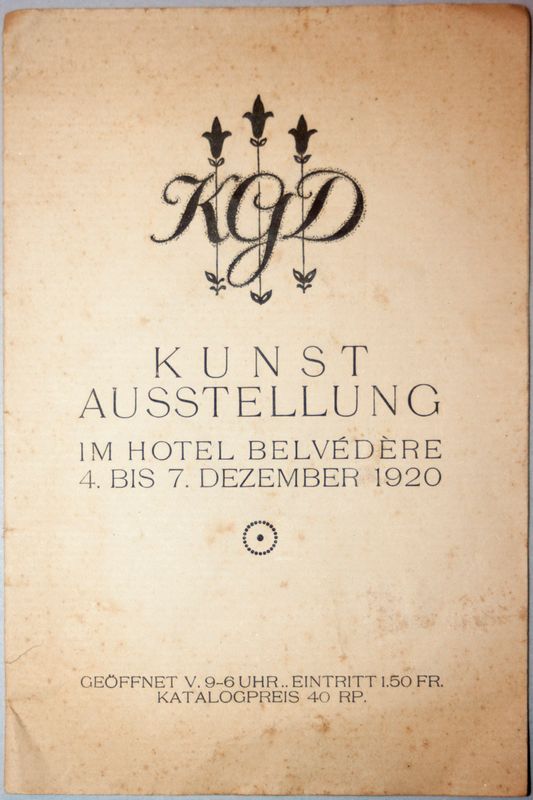 KGD
KUNST
AUSSTELLUNG
IM HOTEL BELVÉDÈRE
4. BIS 7. DEZEMBER 1920
GEÖFFNET V. 9-6 UHR.. EINTRITT 1.50 FR.
KATALOGPREIS 40 RP.